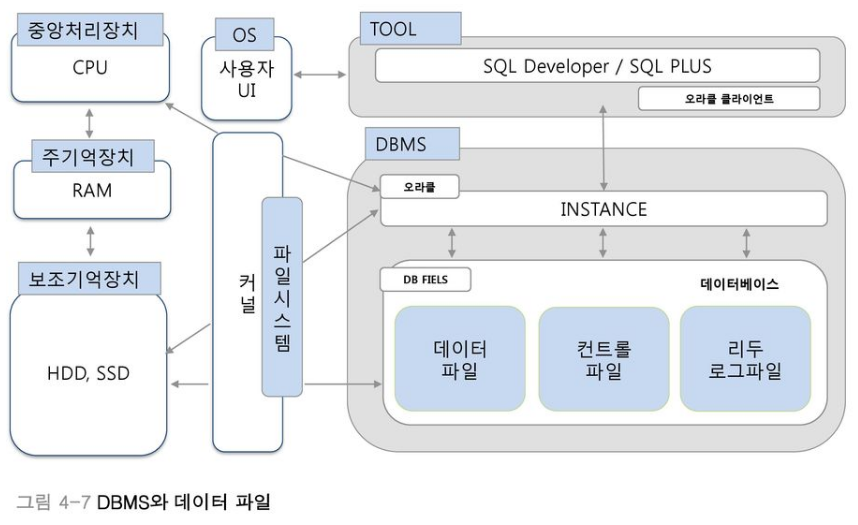 중앙처리장치
CPU
OS
사용자
UI
TOOL
SQL Developer / SQL PLUS
오라클 클라이언트
주기억장치
RAM
DBMS
오라클
INSTANCE
보조기억장치
HDD, SSD
커
널
파
일
시
스
템
DB FIELS
데이터베이스
데이터
파일
컨트롤
파일
리두
로그파일
그림 4-7 DBMS와 데이터 파일